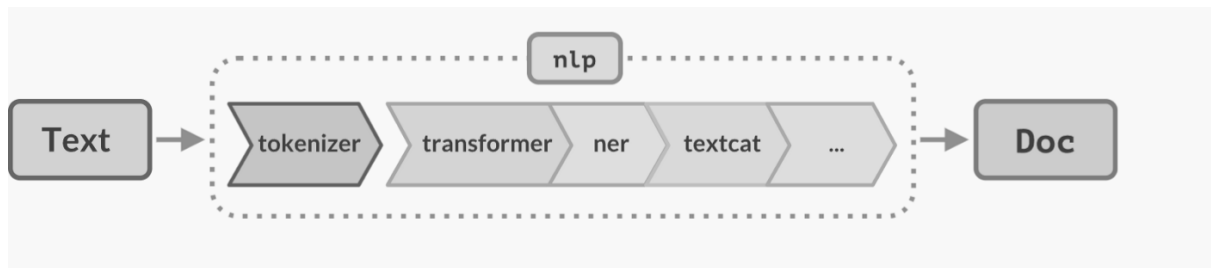 nlp
Text
tokenizer
transformer
ner
textcat
...
Doc